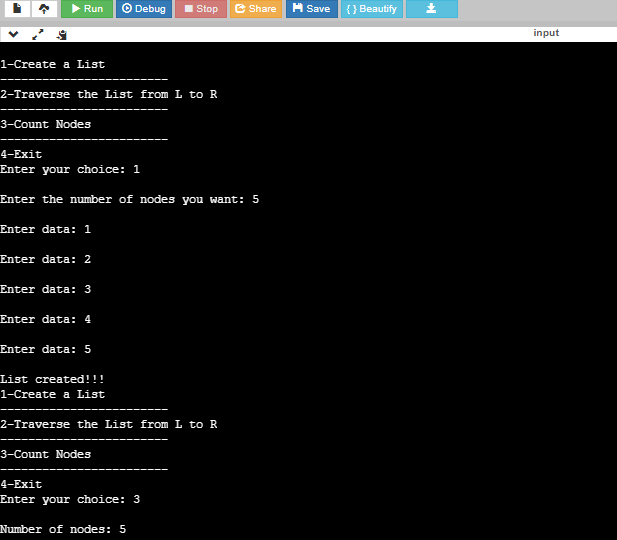 Run Debug Stop Share Save { } Beautify
input
1-Create a List
------------------------
2-Traverse the List from L to R
------------------------
3-Count Nodes
------------------------
4-Exit
Enter your choice: 1
Enter the number of nodes you want: 5
Enter data: 1
Enter data: 2
Enter data: 3
Enter data: 4
Enter data: 5
List created!!!
1-Create a List
------------------------
2-Traverse the List from L to R
------------------------
3-Count Nodes
------------------------
4-Exit
Enter your choice: 3
Number of nodes: 5